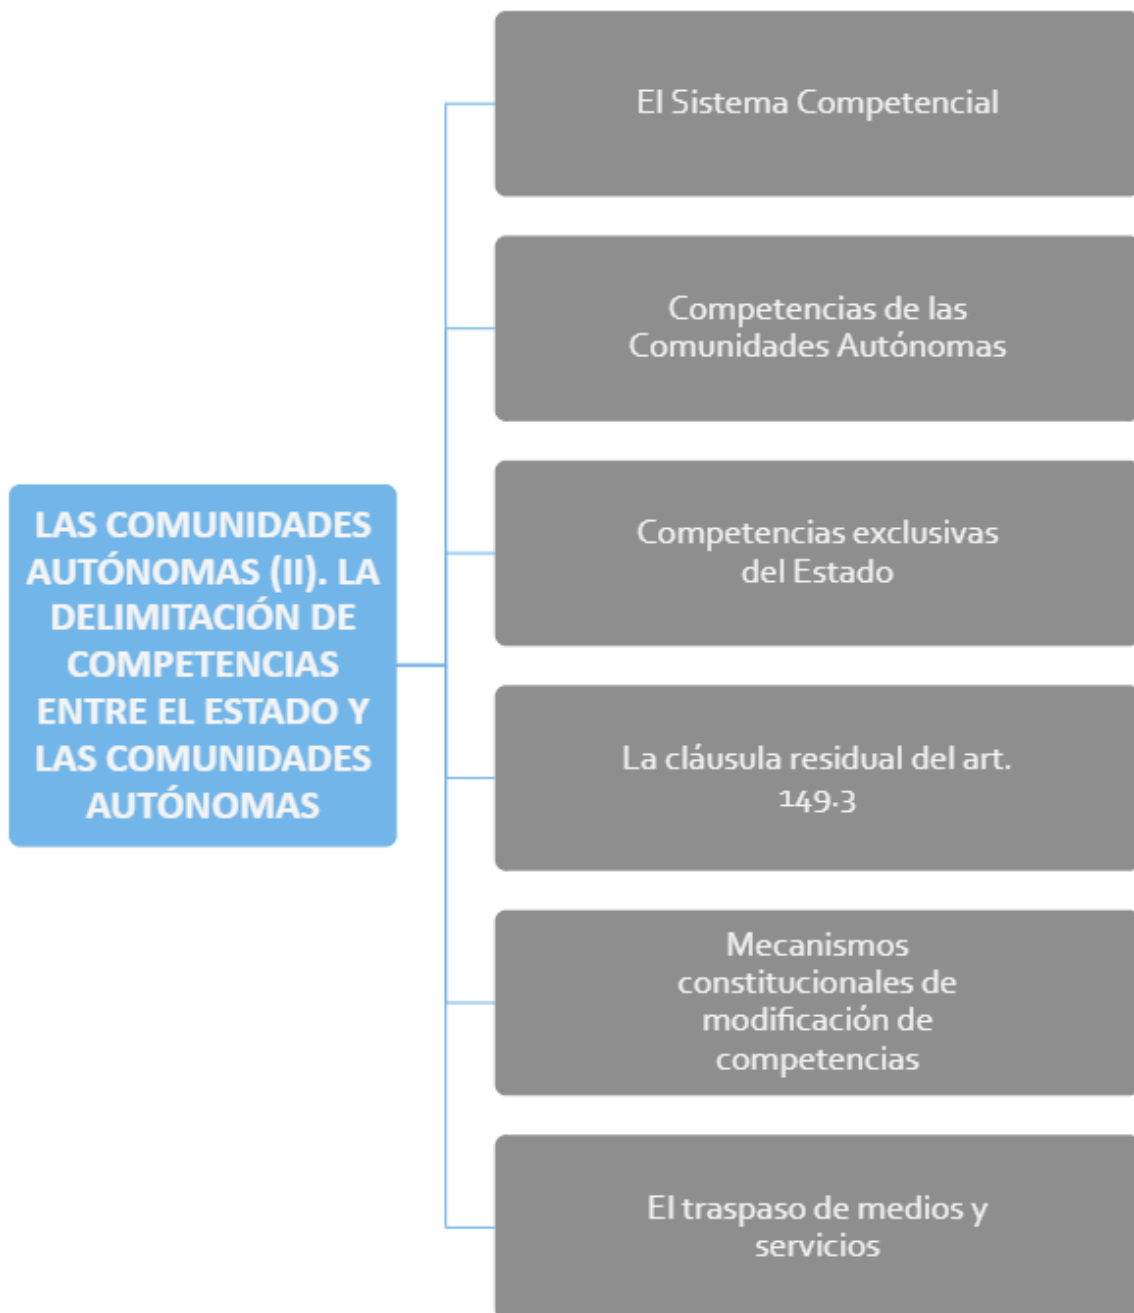 El Sistema Competencial
Competencias de las
Comunidades Autónomas
Competencias exclusivas
del Estado
LAS COMUNIDADES
AUTÓNOMAS (II). LA
DELIMITACIÓN DE
COMPETENCIAS
ENTRE EL ESTADO Y
LAS COMUNIDADES
AUTÓNOMAS
La cláusula residual del art.
149.3
Mecanismos
constitucionales de
modificación de
competencias
El traspaso de medios y
servicios